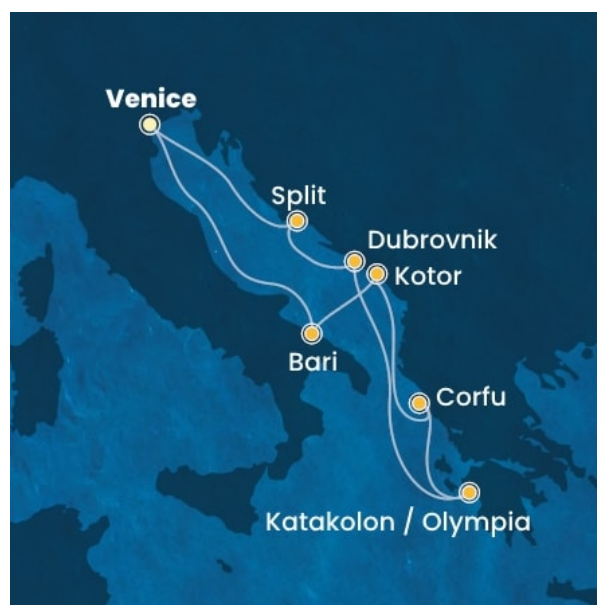 Venice
Split
Dubrovnik
Kotor
Bari
Corfu
Katakolon / Olympia